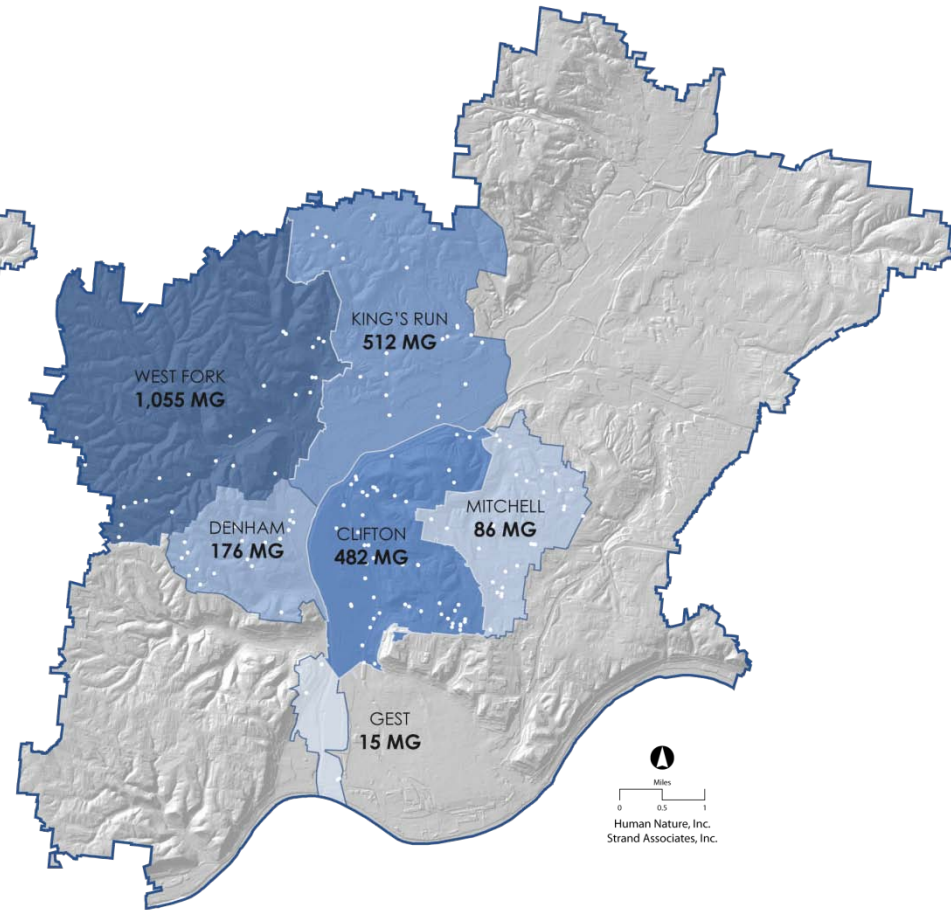 KING'S RUN
512 MG
WEST FORK
1,055 MG
MITCHELL
86 MG
DENHAM
176 MG
CLIFTON
482 MG
GEST
15 MG
Miles
0 0.5 1
Human Nature, Inc.
Strand Associates, Inc.